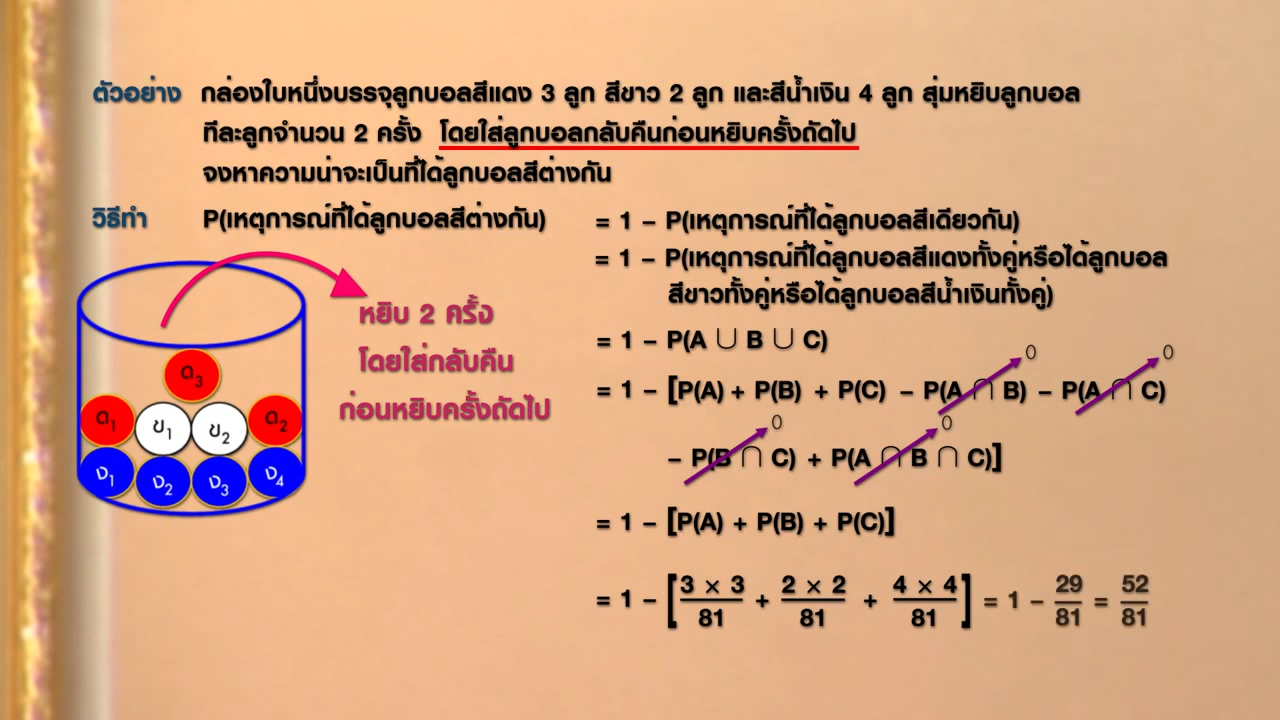 ตัวอย่าง กล่องใบหนึ่งบรรจุลูกบอลสีแดง 3 ลูก สีขาว 2 ลูก และสีน้ำเงิน 4 ลูก สุ่มหยิบลูกบอล
ทีละลูกจำนวน 2 ครั้ง โดยใส่ลูกบอลกลับคืนก่อนหยิบครั้งถัดไป
จงหาความน่าจะเป็นที่ได้ลูกบอลสีต่างกัน
วิธีทำ P(เหตุการณ์ที่ได้ลูกบอลสีต่างกัน) = 1 − P(เหตุการณ์ที่ได้ลูกบอลสีเดียวกัน)
= 1 − P(เหตุการณ์ที่ได้ลูกบอลสีแดงทั้งคู่หรือได้ลูกบอล
สีขาวทั้งคู่หรือได้ลูกบอลสีน้ำเงินทั้งคู่)
หยิบ 2 ครั้ง
โดยใส่กลับคืน
ก่อนหยิบครั้งถัดไป
ด3
ด1 ข1 ข2 ด2
ง1 ง2 ง3 ง4
= 1 − P(A ∪ B ∪ C)
0 0
= 1 − [P(A) + P(B) + P(C) − P(A ∩ B) − P(A ∩ C)
0 0
− P(B ∩ C) + P(A ∩ B ∩ C)]
= 1 − [P(A) + P(B) + P(C)]
= 1 − [3 × 3/81 + 2 × 2/81 + 4 × 4/81] = 1 − 29/81 = 52/81